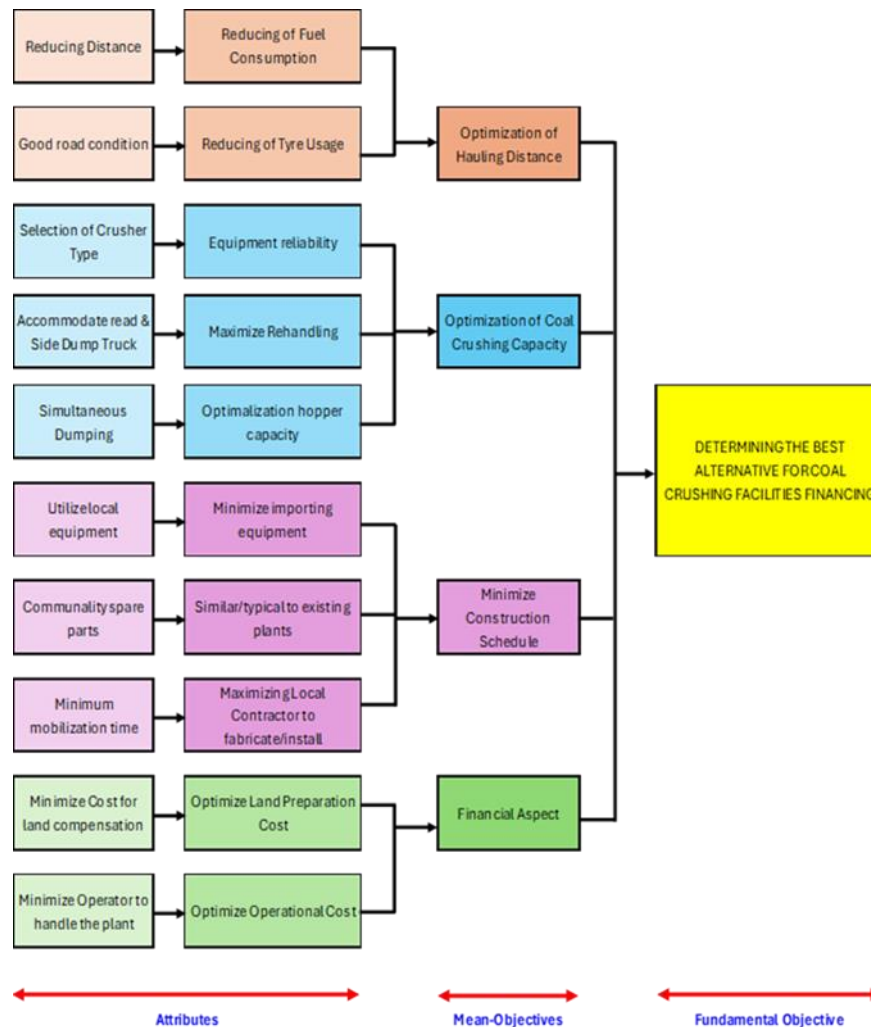 Reducing Distance
Reducing of Fuel
Consumption
Good road condition
Reducing of Tyre Usage
Optimization of
Hauling Distance
Selection of Crusher
Type
Equipment reliability
Accommodate read &
Side Dump Truck
Maximize Rehandling
Optimization of Coal
Crushing Capacity
Simultaneous
Dumping
Optimalization hopper
capacity
DETERMINING THE BEST
ALTERNATIVE FOR COAL
CRUSHING FACILITIES FINANCING
Utilize local
equipment
Minimize importing
equipment
Communality spare
parts
Similar/typical to existing
plants
Minimize
Construction
Schedule
Minimum
mobilization time
Maximizing Local
Contractor to
fabricate/install
Minimize Cost for
land compensation
Optimize Land Preparation
Cost
Financial Aspect
Minimize Operator to
handle the plant
Optimize Operational Cost
Attributes
Mean-Objectives
Fundamental Objective